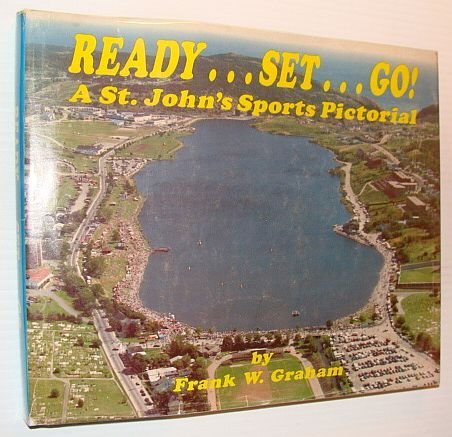 READY...SET...GO!
A St. John's Sports Pictorial
by
Frank W. Graham